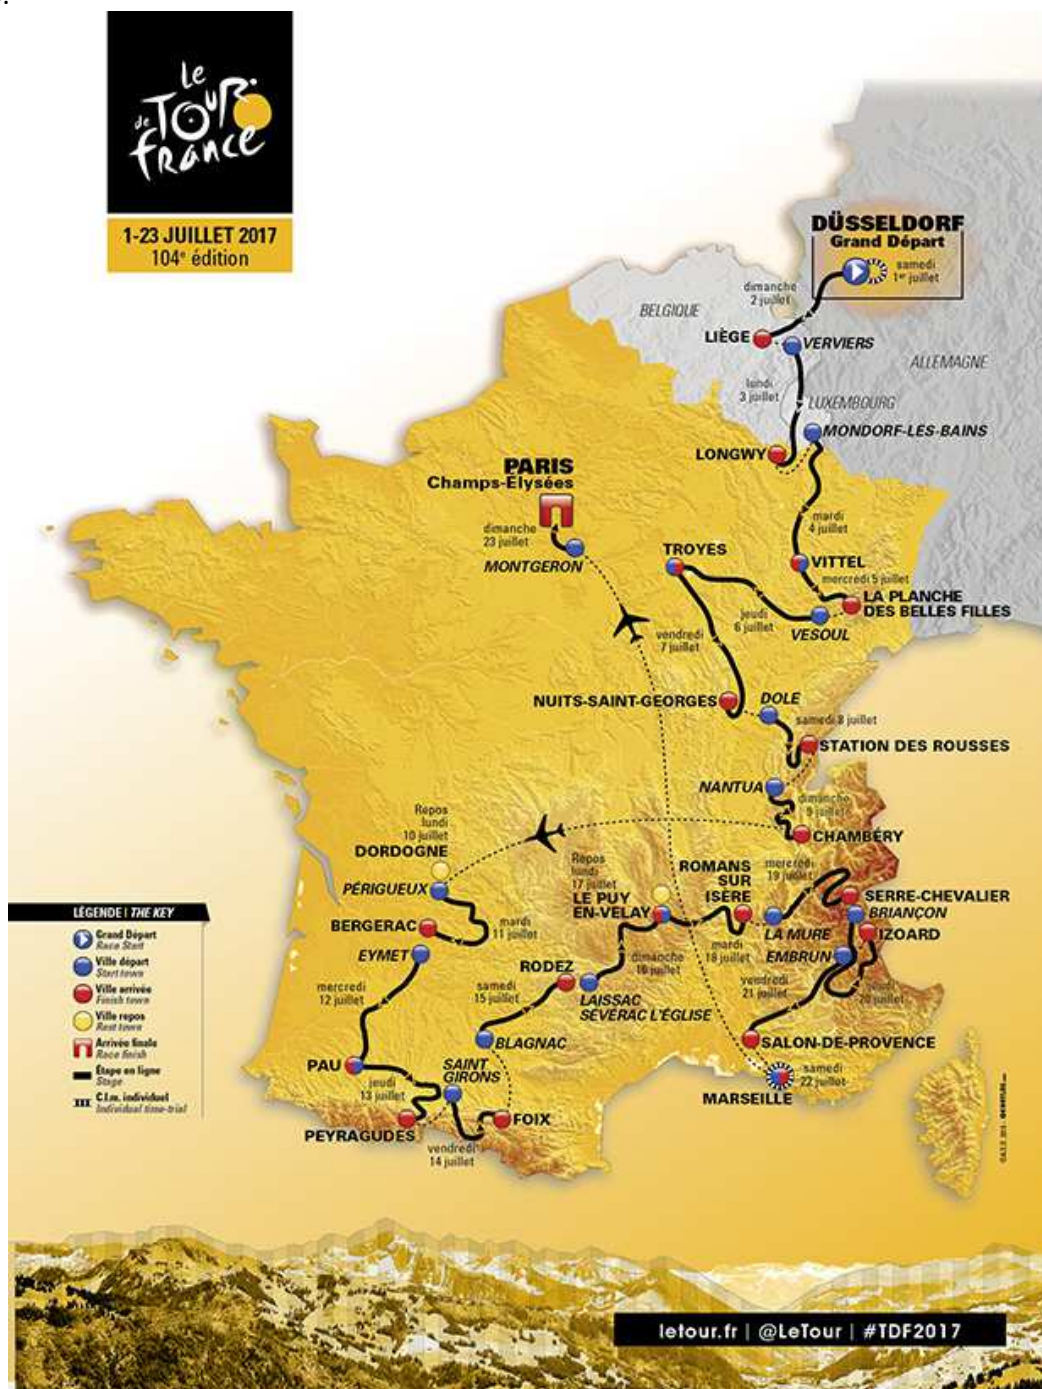 Le
TOUR
de
FRANCE
1-23 JUILLET 2017
104e édition
DÜSSELDORF
Grand Départ
samedi
1er juillet
dimanche
2 juillet
BELGIQUE
LIÈGE
VERVIERS
ALLEMAGNE
lundi
3 juillet
LUXEMBOURG
MONDORF-LES-BAINS
LONGWY
PARIS
Champs-Élysées
dimanche
23 juillet
MONTGERON
mardi
4 juillet
TROYES
VITTEL
mercredi 5 juillet
LA PLANCHE
DES BELLES FILLES
jeudi
6 juillet
VESOUL
vendredi
7 juillet
NUITS-SAINT-GEORGES
DOLE
samedi 8 juillet
STATION DES ROUSSES
NANTUA
dimanche
9 juillet
CHAMBÉRY
Repos
lundi
10 juillet
DORDOGNE
PÉRIGUEUX
BERGERAC
mardi
11 juillet
EYMET
Repos
lundi
17 juillet
LE PUY
EN-VELAY
ROMANS
SUR
ISÈRE
mercredi
19 juillet
SERRE-CHEVALIER
BRIANÇON
LA MURE
IZOARD
mardi
18 juillet
EMBRUN
dimanche
16 juillet
RODEZ
samedi
15 juillet
LAISSAC
SÉVÉRAC L'ÉGLISE
vendredi
21 juillet
jeudi
20 juillet
mercredi
12 juillet
BLAGNAC
SALON-DE-PROVENCE
PAU
jeudi
13 juillet
SAINT
GIRONS
samedi
22 juillet
MARSEILLE
PEYRAGUDES
FOIX
vendredi
14 juillet
LÉGENDE | THE KEY
Grand Départ
Race Start
Ville départ
Start town
Ville arrivée
Finish town
Ville repos
Rest town
Arrivée finale
Race finish
Étape en ligne
Stage
C.l.m. individuel
Individual time-trial
letour.fr | @LeTour | #TDF2017